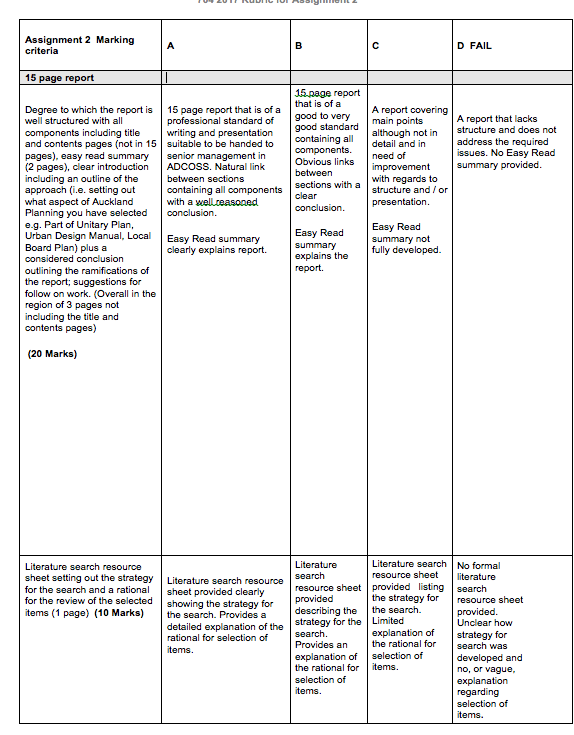 704 2017 Rubric for Assignment 2
Assignment 2 Marking
criteria
A
B
C
D FAIL
15 page report
Degree to which the report is
well structured with all
components including title
and contents pages (not in 15
pages), easy read summary
(2 pages), clear introduction
including an outline of the
approach (i.e. setting out
what aspect of Auckland
Planning you have selected
e.g. Part of Unitary Plan,
Urban Design Manual, Local
Board Plan) plus a
considered conclusion
outlining the ramifications of
the report; suggestions for
follow on work. (Overall in the
region of 3 pages not
including the title and
contents pages)
(20 Marks)
15 page report that is of a
professional standard of
writing and presentation
suitable to be handed to
senior management in
ADCOSS. Natural link
between sections
containing all components
with a well reasoned
conclusion.
Easy Read summary
clearly explains report.
15 page report
that is of a
good to very
good standard
containing all
components.
Obvious links
between
sections with a
clear
conclusion.
Easy Read
summary
explains the
report.
A report covering
main points
although not in
detail and in
need of
improvement
with regards to
structure and / or
presentation.
Easy Read
summary not
fully developed.
A report that lacks
structure and does not
address the required
issues. No Easy Read
summary provided.
Literature search resource
sheet setting out the strategy
for the search and a rational
for the review of the selected
items (1 page) (10 Marks)
Literature search resource
sheet provided clearly
showing the strategy for
the search. Provides a
detailed explanation of the
rational for selection of
items.
Literature
search
resource sheet
provided
describing the
strategy for the
search.
Provides an
explanation of
the rational for
selection of
items.
Literature search
resource sheet
provided listing
the strategy for
the search.
Limited
explanation of
the rational for
selection of
items.
No formal
literature
search
resource sheet
provided.
Unclear how
strategy for
search was
developed and
no, or vague,
explanation
regarding
selection of
items.